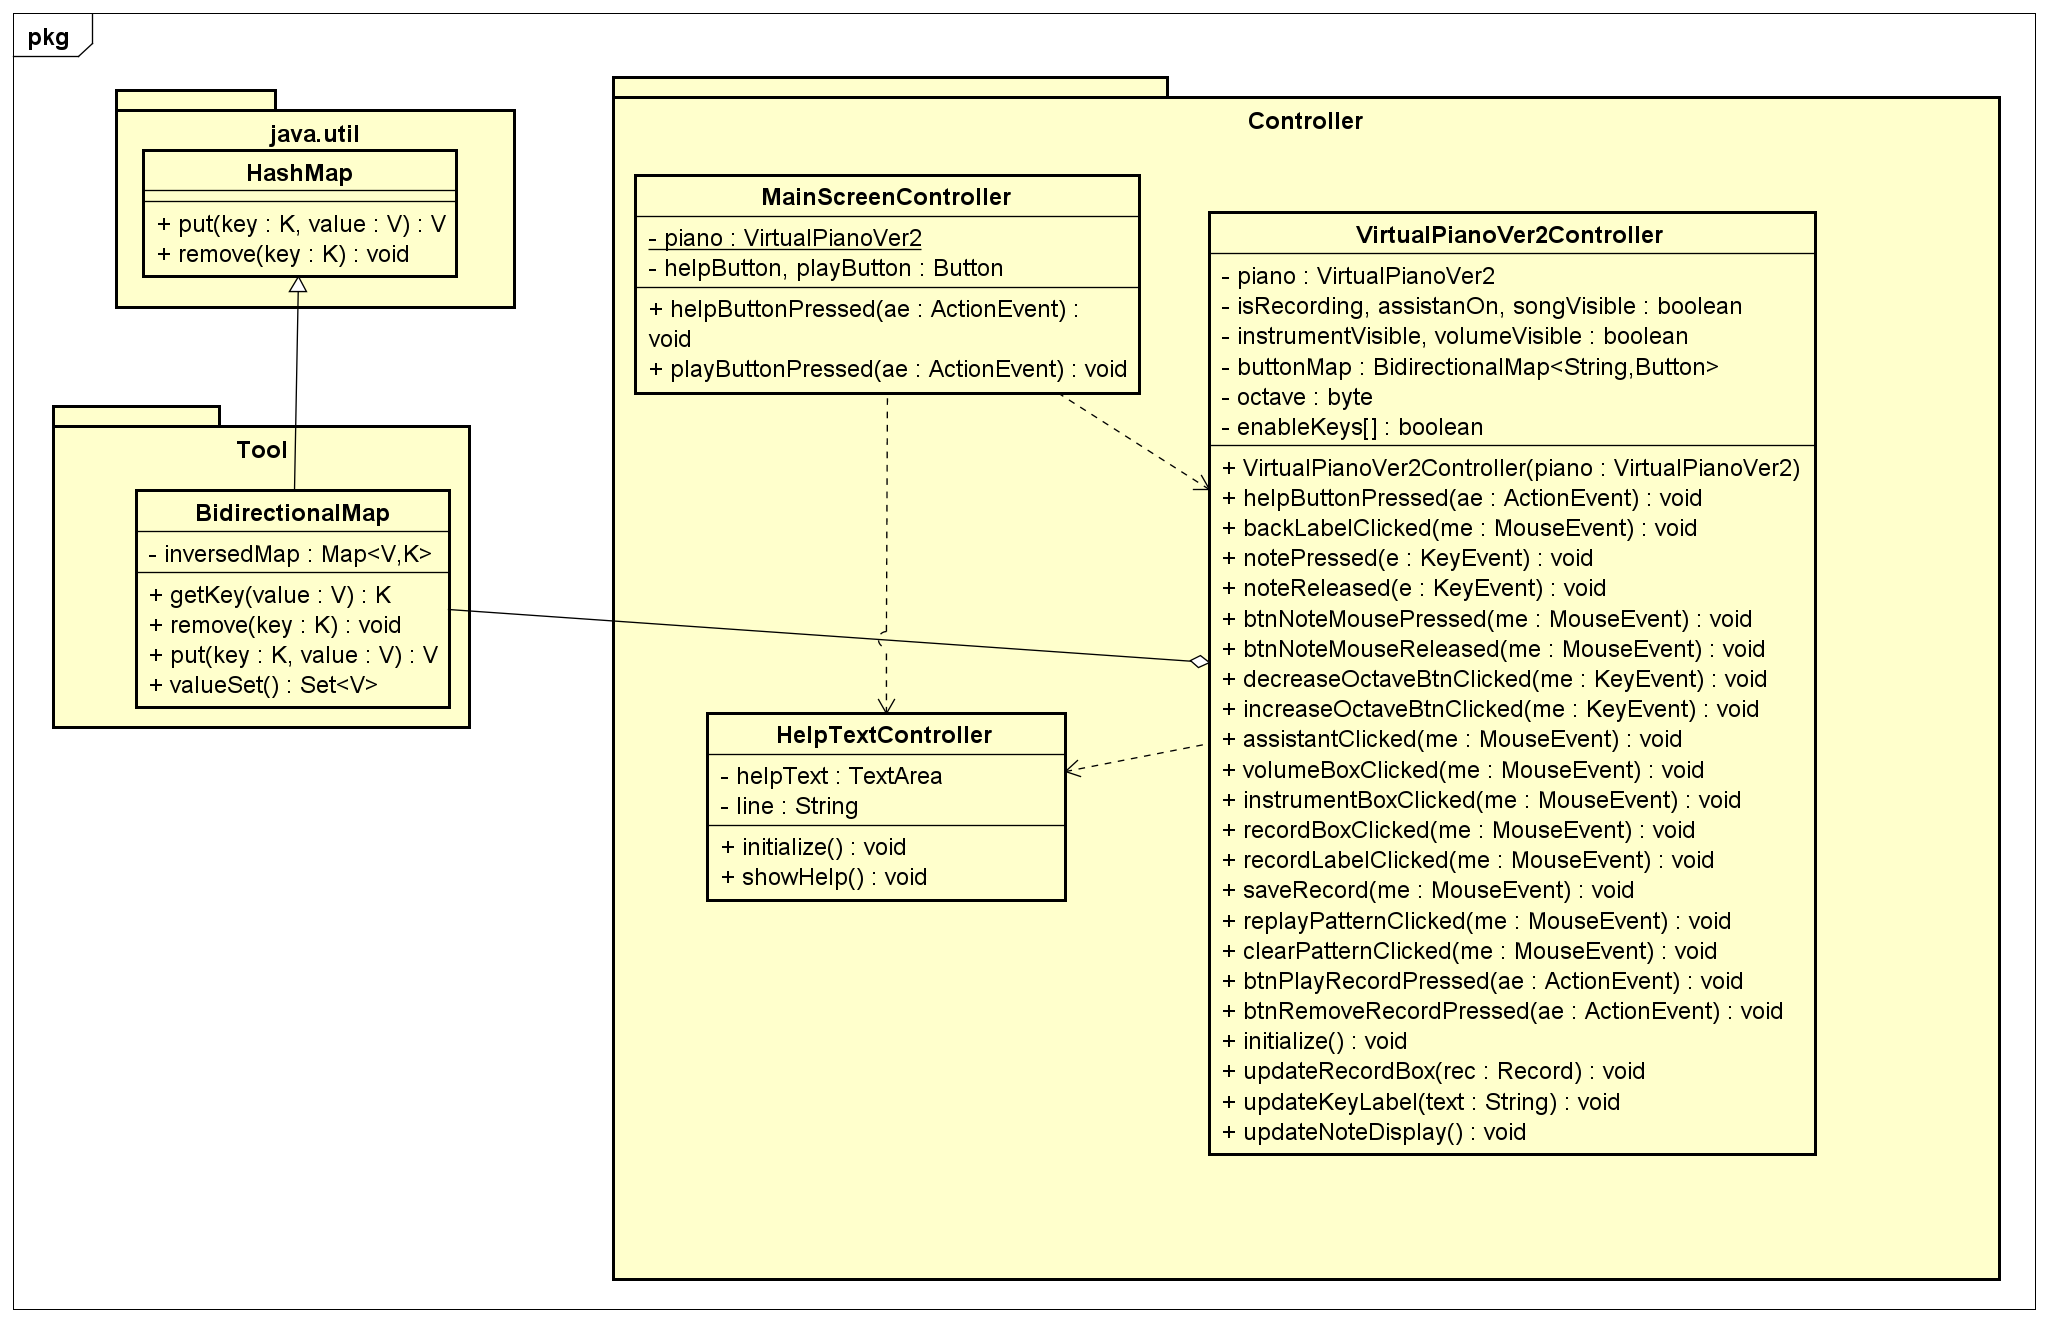 pkg
java.util
HashMap
+ put(key : K, value : V) : V
+ remove(key : K) : void
Tool
BidirectionalMap
- inversedMap : Map<V,K>
+ getKey(value : V) : K
+ remove(key : K) : void
+ put(key : K, value : V) : V
+ valueSet() : Set<V>
Controller
MainScreenController
- piano : VirtualPianoVer2
- helpButton, playButton : Button
+ helpButtonPressed(ae : ActionEvent) :
void
+ playButtonPressed(ae : ActionEvent) : void
HelpTextController
- helpText : TextArea
- line : String
+ initialize() : void
+ showHelp() : void
VirtualPianoVer2Controller
- piano : VirtualPianoVer2
- isRecording, assistanOn, songVisible : boolean
- instrumentVisible, volumeVisible : boolean
- buttonMap : BidirectionalMap<String,Button>
- octave : byte
- enableKeys[] : boolean
+ VirtualPianoVer2Controller(piano : VirtualPianoVer2)
+ helpButtonPressed(ae : ActionEvent) : void
+ backLabelClicked(me : MouseEvent) : void
+ notePressed(e : KeyEvent) : void
+ noteReleased(e : KeyEvent) : void
+ btnNoteMousePressed(me : MouseEvent) : void
+ btnNoteMouseReleased(me : MouseEvent) : void
+ decreaseOctaveBtnClicked(me : KeyEvent) : void
+ increaseOctaveBtnClicked(me : KeyEvent) : void
+ assistantClicked(me : MouseEvent) : void
+ volumeBoxClicked(me : MouseEvent) : void
+ instrumentBoxClicked(me : MouseEvent) : void
+ recordBoxClicked(me : MouseEvent) : void
+ recordLabelClicked(me : MouseEvent) : void
+ saveRecord(me : MouseEvent) : void
+ replayPatternClicked(me : MouseEvent) : void
+ clearPatternClicked(me : MouseEvent) : void
+ btnPlayRecordPressed(ae : ActionEvent) : void
+ btnRemoveRecordPressed(ae : ActionEvent) : void
+ initialize() : void
+ updateRecordBox(rec : Record) : void
+ updateKeyLabel(text : String) : void
+ updateNoteDisplay() : void